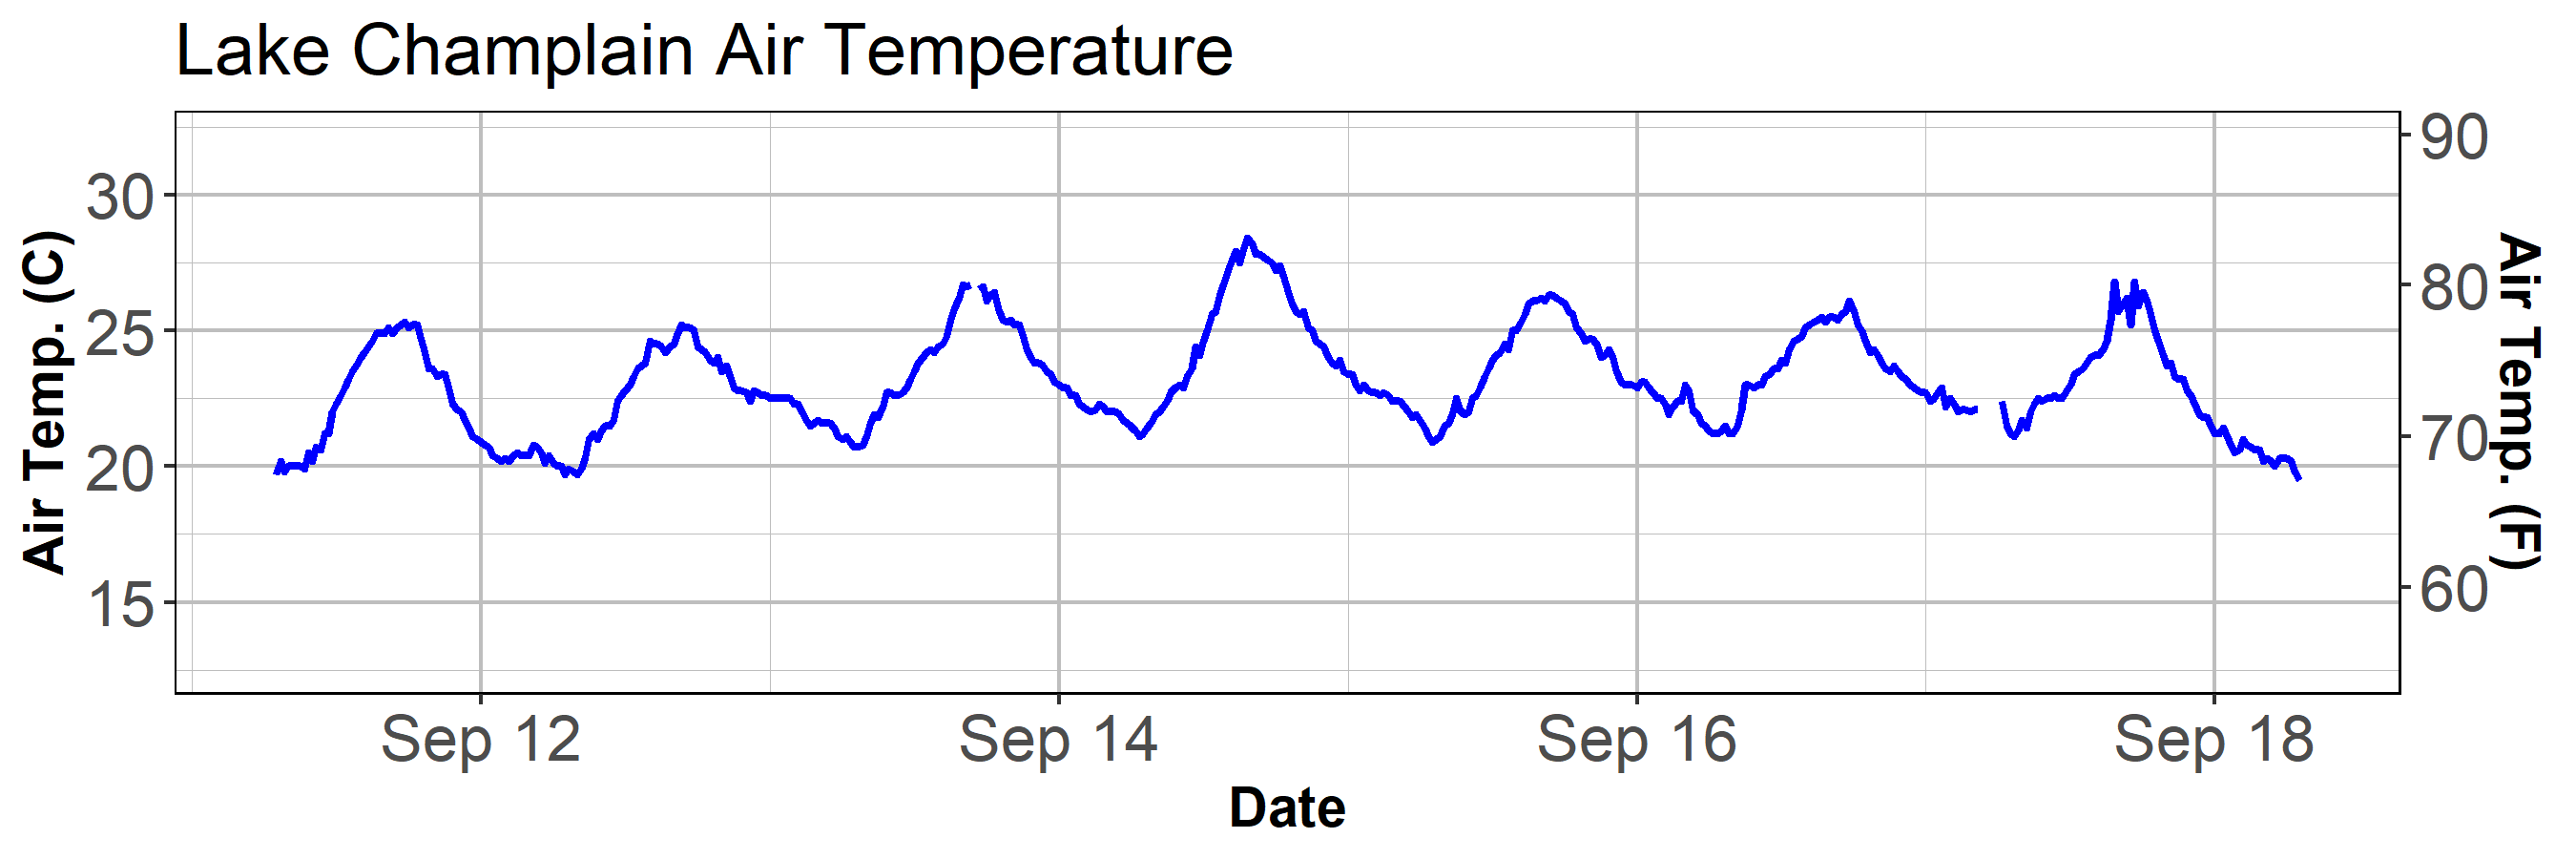 Lake Champlain Air Temperature
Air Temp. (C)
30
25
20
15
90
80
70
60
Air Temp. (F)
Sep 12
Sep 14
Sep 16
Sep 18
Date